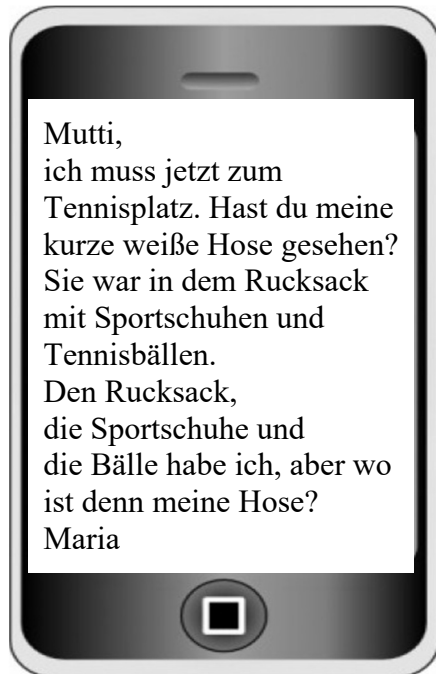 Mutti,
ich muss jetzt zum
Tennisplatz. Hast du meine
kurze weiße Hose gesehen?
Sie war in dem Rucksack
mit Sportschuhen und
Tennisbällen.
Den Rucksack,
die Sportschuhe und
die Bälle habe ich, aber wo
ist denn meine Hose?
Maria